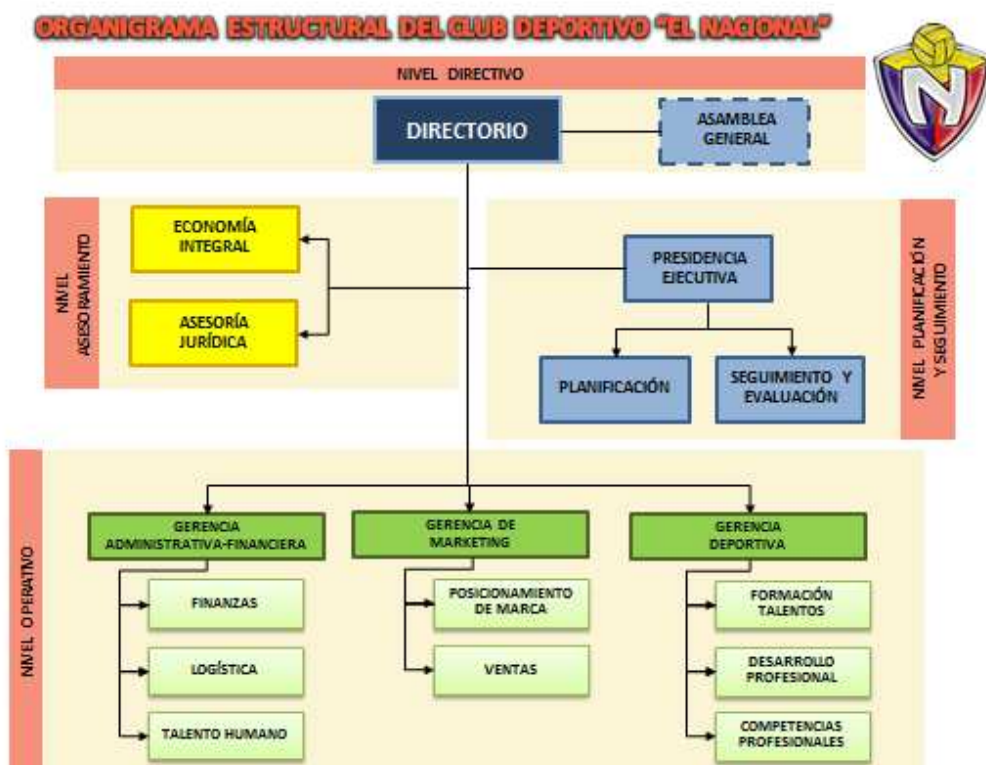 ORGANIGRAMA ESTRUCTURAL DEL CLUB DEPORTIVO "EL NACIONAL"
NIVEL DIRECTIVO
DIRECTORIO
ASAMBLEA
GENERAL
N
NIVEL
ASESORAMIENTO
ECONOMÍA
INTEGRAL
ASESORÍA
JURÍDICA
PRESIDENCIA
EJECUTIVA
PLANIFICACIÓN
SEGUIMIENTO Y
EVALUACIÓN
NIVEL PLANIFICACIÓN
Y SEGUIMIENTO
NIVEL OPERATIVO
GERENCIA
ADMINISTRATIVA-FINANCIERA
FINANZAS
LOGÍSTICA
TALENTO HUMANO
GERENCIA DE
MARKETING
POSICIONAMIENTO
DE MARCA
VENTAS
GERENCIA
DEPORTIVA
FORMACIÓN
TALENTOS
DESARROLLO
PROFESIONAL
COMPETENCIAS
PROFESIONALES